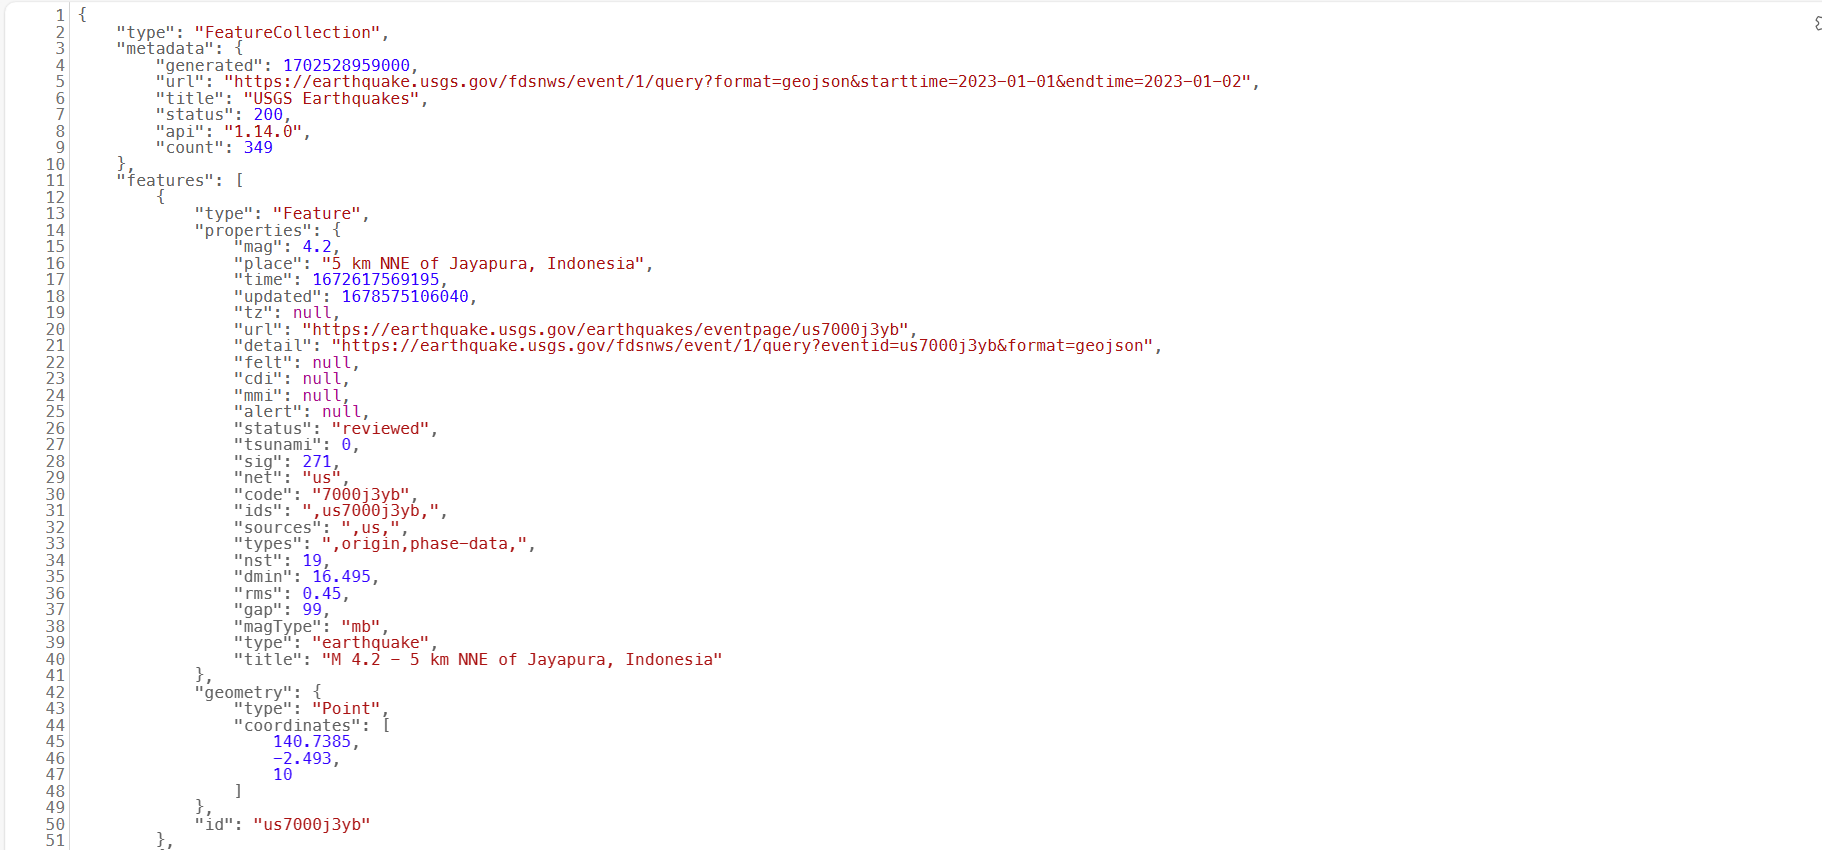 1 {
2     "type": "FeatureCollection",
3     "metadata": {
4         "generated": 1702528959000,
5         "url": "https://earthquake.usgs.gov/fdsnws/event/1/query?format=geojson&starttime=2023-01-01&endtime=2023-01-02",
6         "title": "USGS Earthquakes",
7         "status": 200,
8         "api": "1.14.0",
9         "count": 349
10     },
11     "features": [
12         {
13             "type": "Feature",
14             "properties": {
15                 "mag": 4.2,
16                 "place": "5 km NNE of Jayapura, Indonesia",
17                 "time": 1672617569195,
18                 "updated": 1678575106040,
19                 "tz": null,
20                 "url": "https://earthquake.usgs.gov/earthquakes/eventpage/us7000j3yb",
21                 "detail": "https://earthquake.usgs.gov/fdsnws/event/1/query?eventid=us7000j3yb&format=geojson",
22                 "felt": null,
23                 "cdi": null,
24                 "mmi": null,
25                 "alert": null,
26                 "status": "reviewed",
27                 "tsunami": 0,
28                 "sig": 271,
29                 "net": "us",
30                 "code": "7000j3yb",
31                 "ids": ",us7000j3yb,",
32                 "sources": ",us,",
33                 "types": ",origin,phase-data,",
34                 "nst": 19,
35                 "dmin": 16.495,
36                 "rms": 0.45,
37                 "gap": 99,
38                 "magType": "mb",
39                 "type": "earthquake",
40                 "title": "M 4.2 - 5 km NNE of Jayapura, Indonesia"
41             },
42             "geometry": {
43                 "type": "Point",
44                 "coordinates": [
45                     140.7385,
46                     -2.493,
47                     10
48                 ]
49             },
50             "id": "us7000j3yb"
51         },